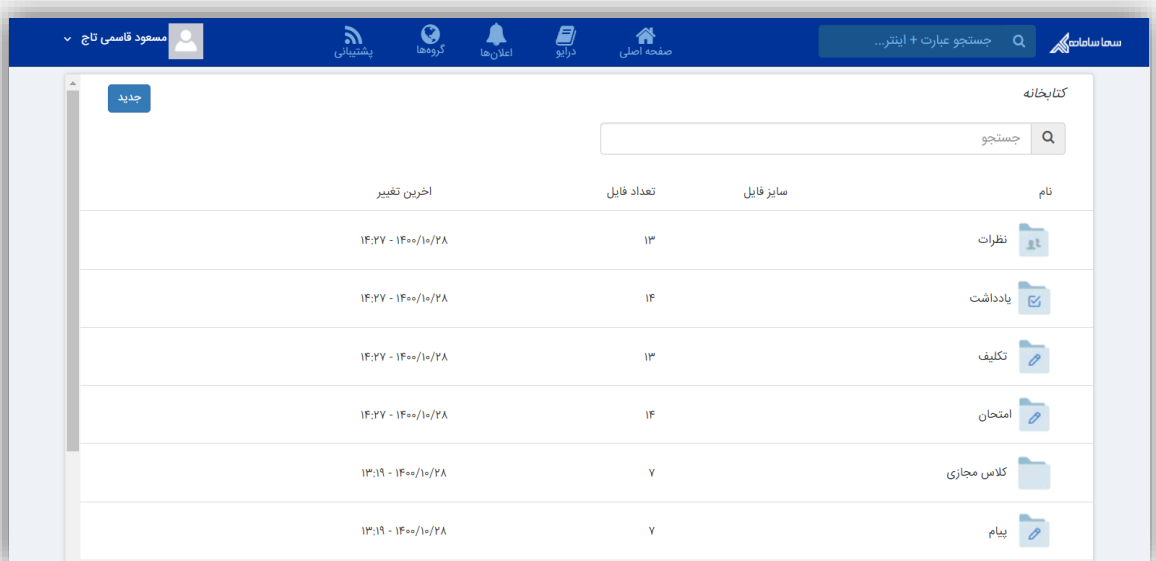 سما سامانه
جستجو عبارت + اینتر...
صفحه اصلی
درایو
اعلان‌ها
گروه‌ها
پشتیبانی
مسعود قاسمی تاج
کتابخانه
جدید
جستجو
نام سایز فایل تعداد فایل اخرین تغییر
نظرات ۱۳ ۱۴۰۰/۱۰/۲۸ - ۱۴:۲۷
یادداشت ۱۴ ۱۴۰۰/۱۰/۲۸ - ۱۴:۲۷
تکلیف ۱۳ ۱۴۰۰/۱۰/۲۸ - ۱۴:۲۷
امتحان ۱۴ ۱۴۰۰/۱۰/۲۸ - ۱۴:۲۷
کلاس مجازی ۷ ۱۴۰۰/۱۰/۲۸ - ۱۳:۱۹
پیام ۷ ۱۴۰۰/۱۰/۲۸ - ۱۳:۱۹